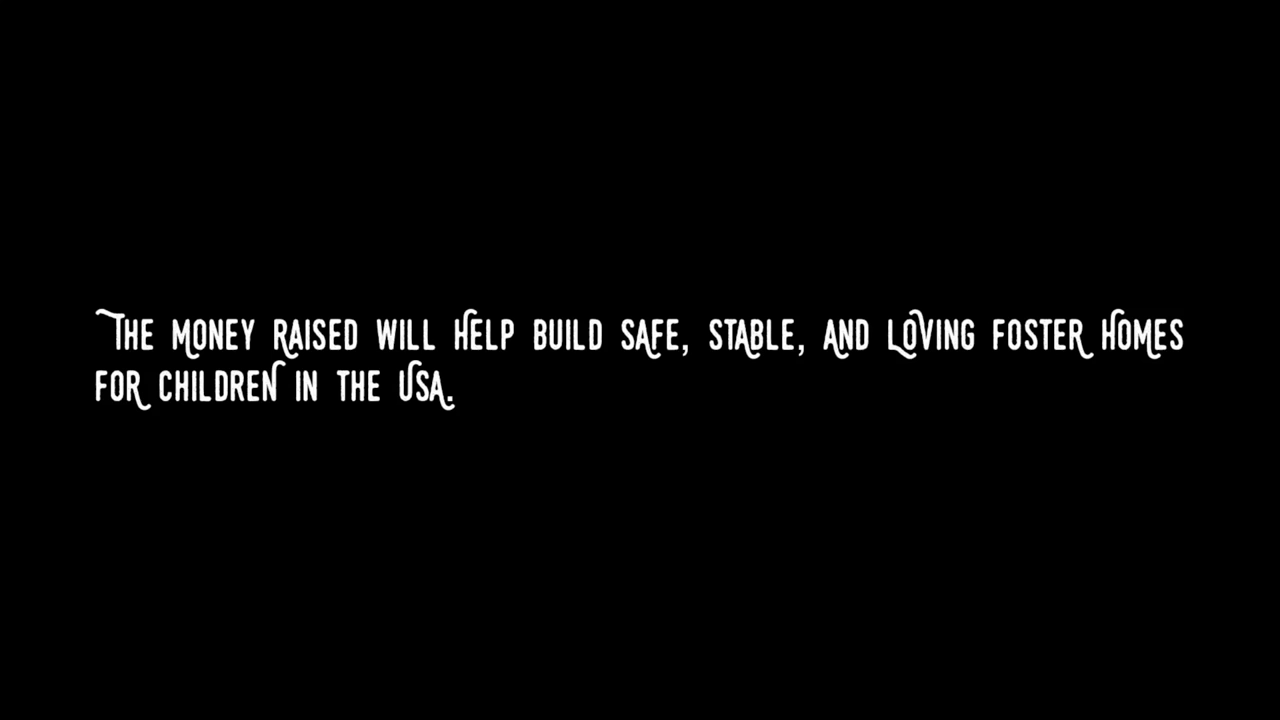 THE MONEY RAISED WILL HELP BUILD SAFE, STABLE, AND LOVING FOSTER HOMES
FOR CHILDREN IN THE USA.